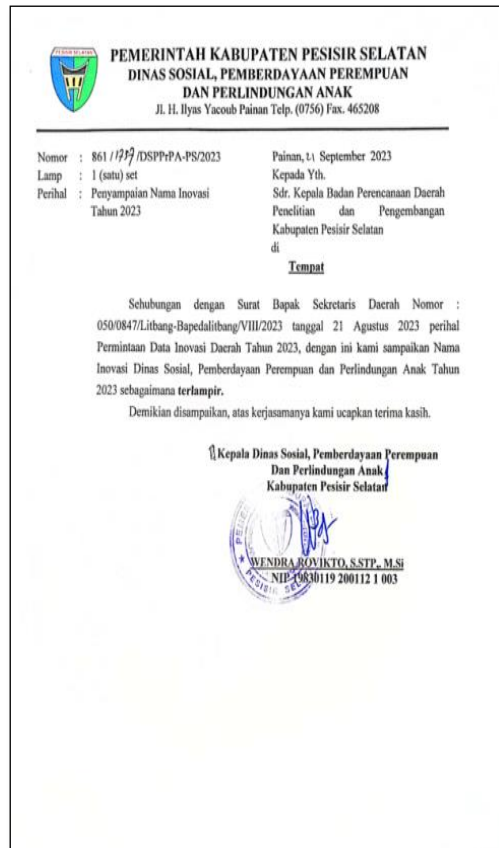 PESISIR SELATAN
PEMERINTAH KABUPATEN PESISIR SELATAN
DINAS SOSIAL, PEMBERDAYAAN PEREMPUAN
DAN PERLINDUNGAN ANAK
Jl. H. Ilyas Yacoub Painan Telp. (0756) Fax. 465208
Nomor : 861 / /DSPPrPA-PS/2023
Lamp : 1 (satu) set
Perihal : Penyampaian Nama Inovasi
Tahun 2023
Painan, 21 September 2023
Kepada Yth.
Sdr. Kepala Badan Perencanaan Daerah
Penelitian dan Pengembangan
Kabupaten Pesisir Selatan
di
Tempat
Sehubungan dengan Surat Bapak Sekretaris Daerah Nomor :
050/0847/Litbang-Bapedalitbang/VIII/2023 tanggal 21 Agustus 2023 perihal
Permintaan Data Inovasi Daerah Tahun 2023, dengan ini kami sampaikan Nama
Inovasi Dinas Sosial, Pemberdayaan Perempuan dan Perlindungan Anak Tahun
2023 sebagaimana terlampir.
Demikian disampaikan, atas kerjasamanya kami ucapkan terima kasih.
Kepala Dinas Sosial, Pemberdayaan Perempuan
Dan Perlindungan Anak
Kabupaten Pesisir Selatan
WENDRA ROVIKTO, S.STP., M.Si
NIP 19830119 200112 1 003
PESISIR SEL